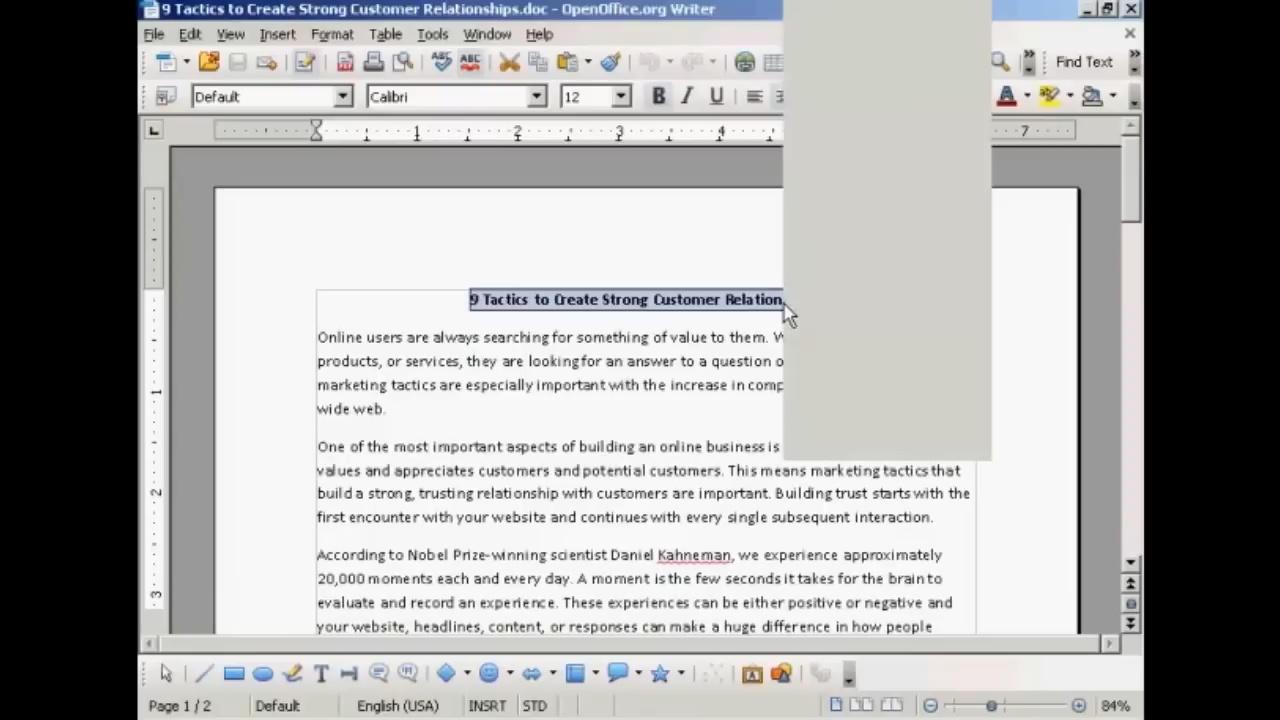 9 Tactics to Create Strong Customer Relationships.doc - OpenOffice.org Writer
File Edit View Insert Format Table Tools Window Help
Find Text
Default Calibri 12 B I U
1 2 3 4 7
9 Tactics to Create Strong Customer Relation
Online users are always searching for something of value to them.
products, or services, they are looking for an answer to a question
marketing tactics are especially important with the increase in comp
wide web.
One of the most important aspects of building an online business is
values and appreciates customers and potential customers. This means marketing tactics that
build a strong, trusting relationship with customers are important. Building trust starts with the
first encounter with your website and continues with every single subsequent interaction.
According to Nobel Prize-winning scientist Daniel Kahneman, we experience approximately
20,000 moments each and every day. A moment is the few seconds it takes for the brain to
evaluate and record an experience. These experiences can be either positive or negative and
your website, headlines, content, or responses can make a huge difference in how people
1
2
3
Page 1 / 2 Default English (USA) INSRT STD 84%